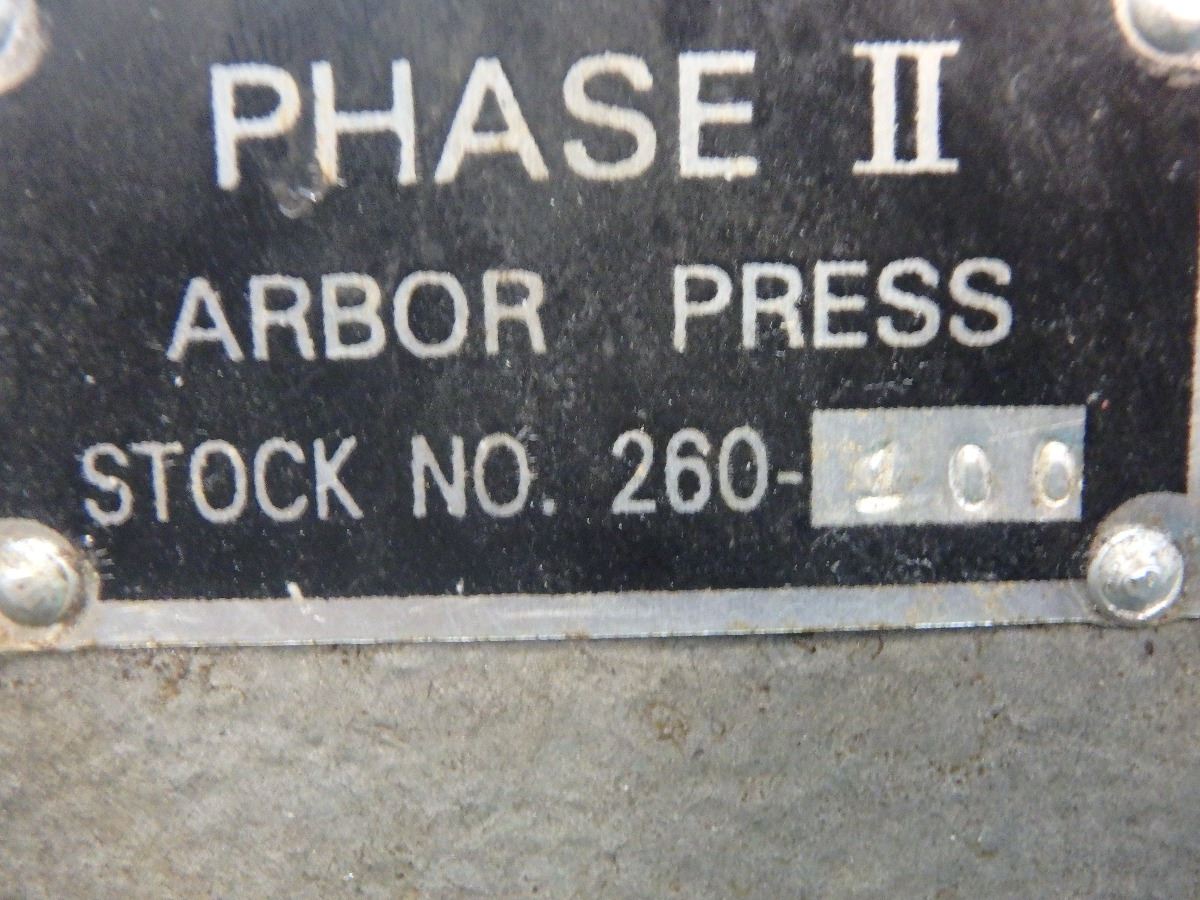 PHASE II
ARBOR PRESS
STOCK NO. 260-100